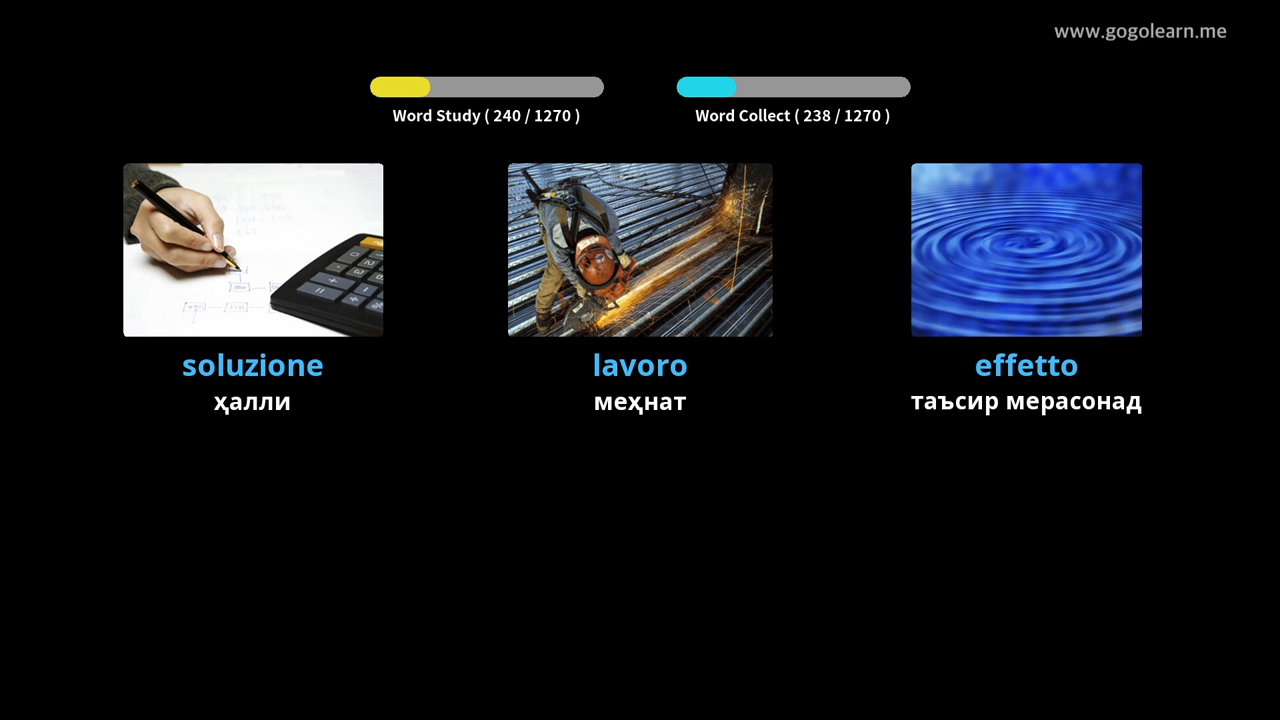 www.gogolearn.me
Word Study ( 240 / 1270 )
Word Collect ( 238 / 1270 )
soluzione
ҳалли
lavoro
меҳнат
effetto
таъсир мерасонад